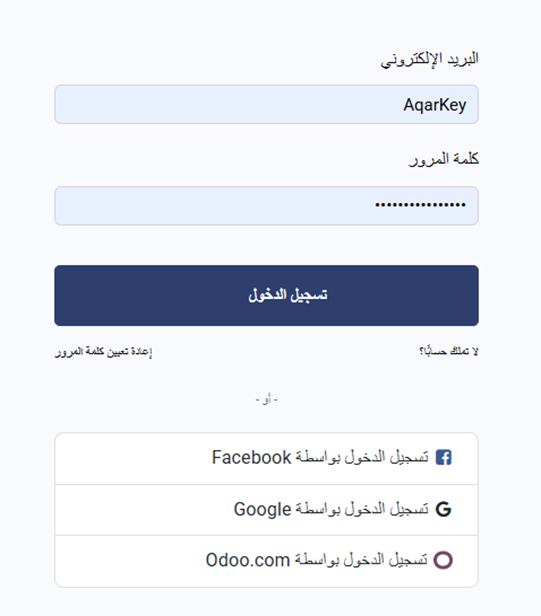 البريد الإلكتروني
AqarKey
كلمة المرور
••••••••••••••••
تسجيل الدخول
لا تملك حسابًا؟ إعادة تعيين كلمة المرور
- أو -
تسجيل الدخول بواسطة Facebook
تسجيل الدخول بواسطة Google
تسجيل الدخول بواسطة Odoo.com